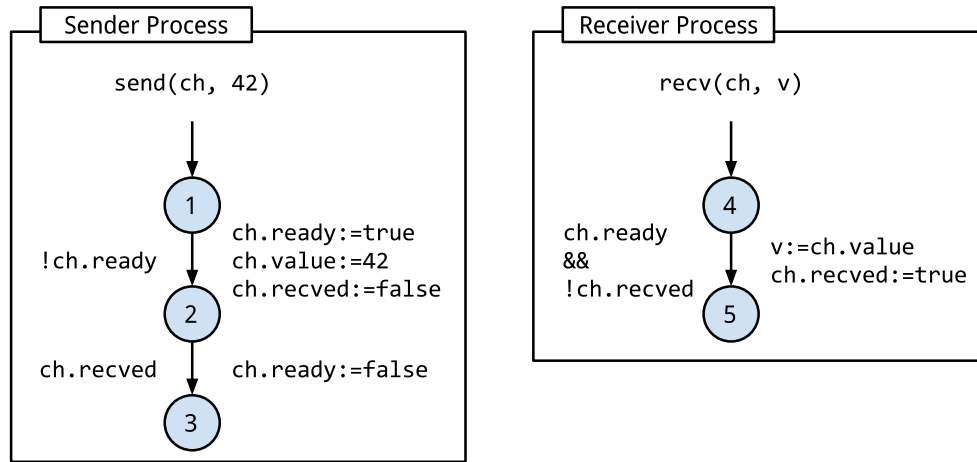 Sender Process
send(ch, 42)
1
!ch.ready
ch.ready:=true
ch.value:=42
ch.recved:=false
2
ch.recved
ch.ready:=false
3
Receiver Process
recv(ch, v)
4
ch.ready
&&
!ch.recved
v:=ch.value
ch.recved:=true
5